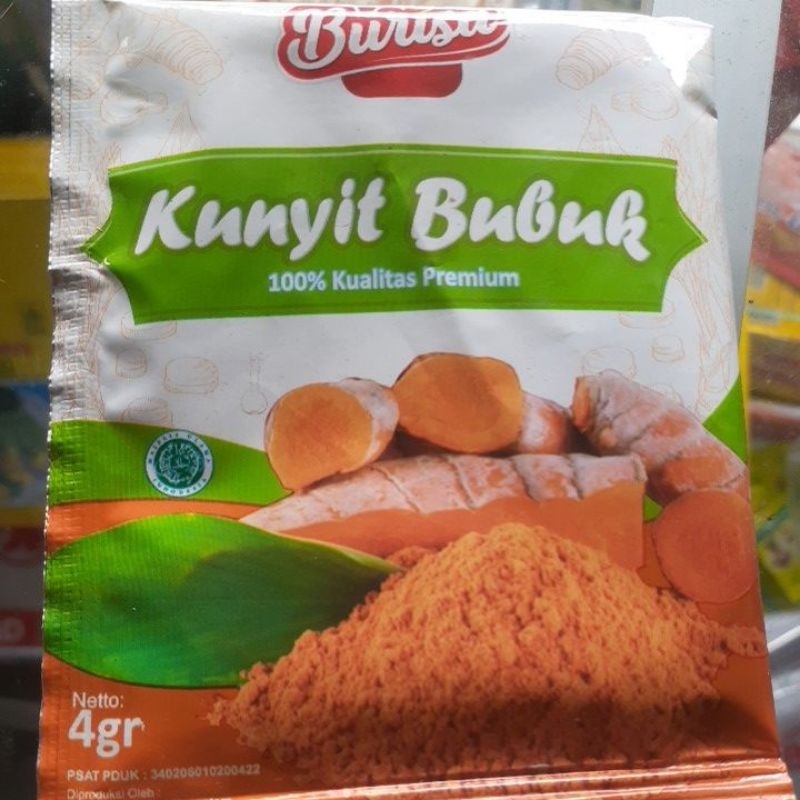 Kunyit Bubuk
100% Kualitas Premium
Netto:
4gr
PSAT PDUK : 340206010200422
Diproduksi Oleh :